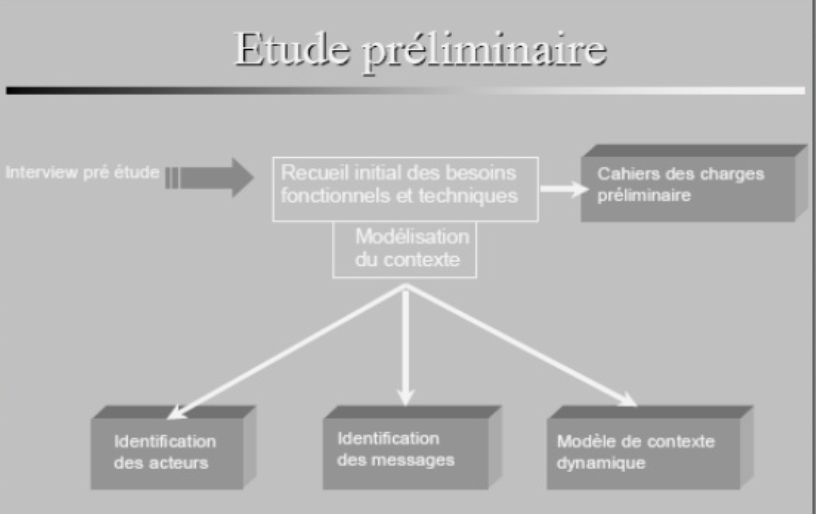 Etude préliminaire
Interview pré étude
Recueil initial des besoins
fonctionnels et techniques
Cahiers des charges
préliminaire
Modélisation
du contexte
Identification
des acteurs
Identification
des messages
Modèle de contexte
dynamique